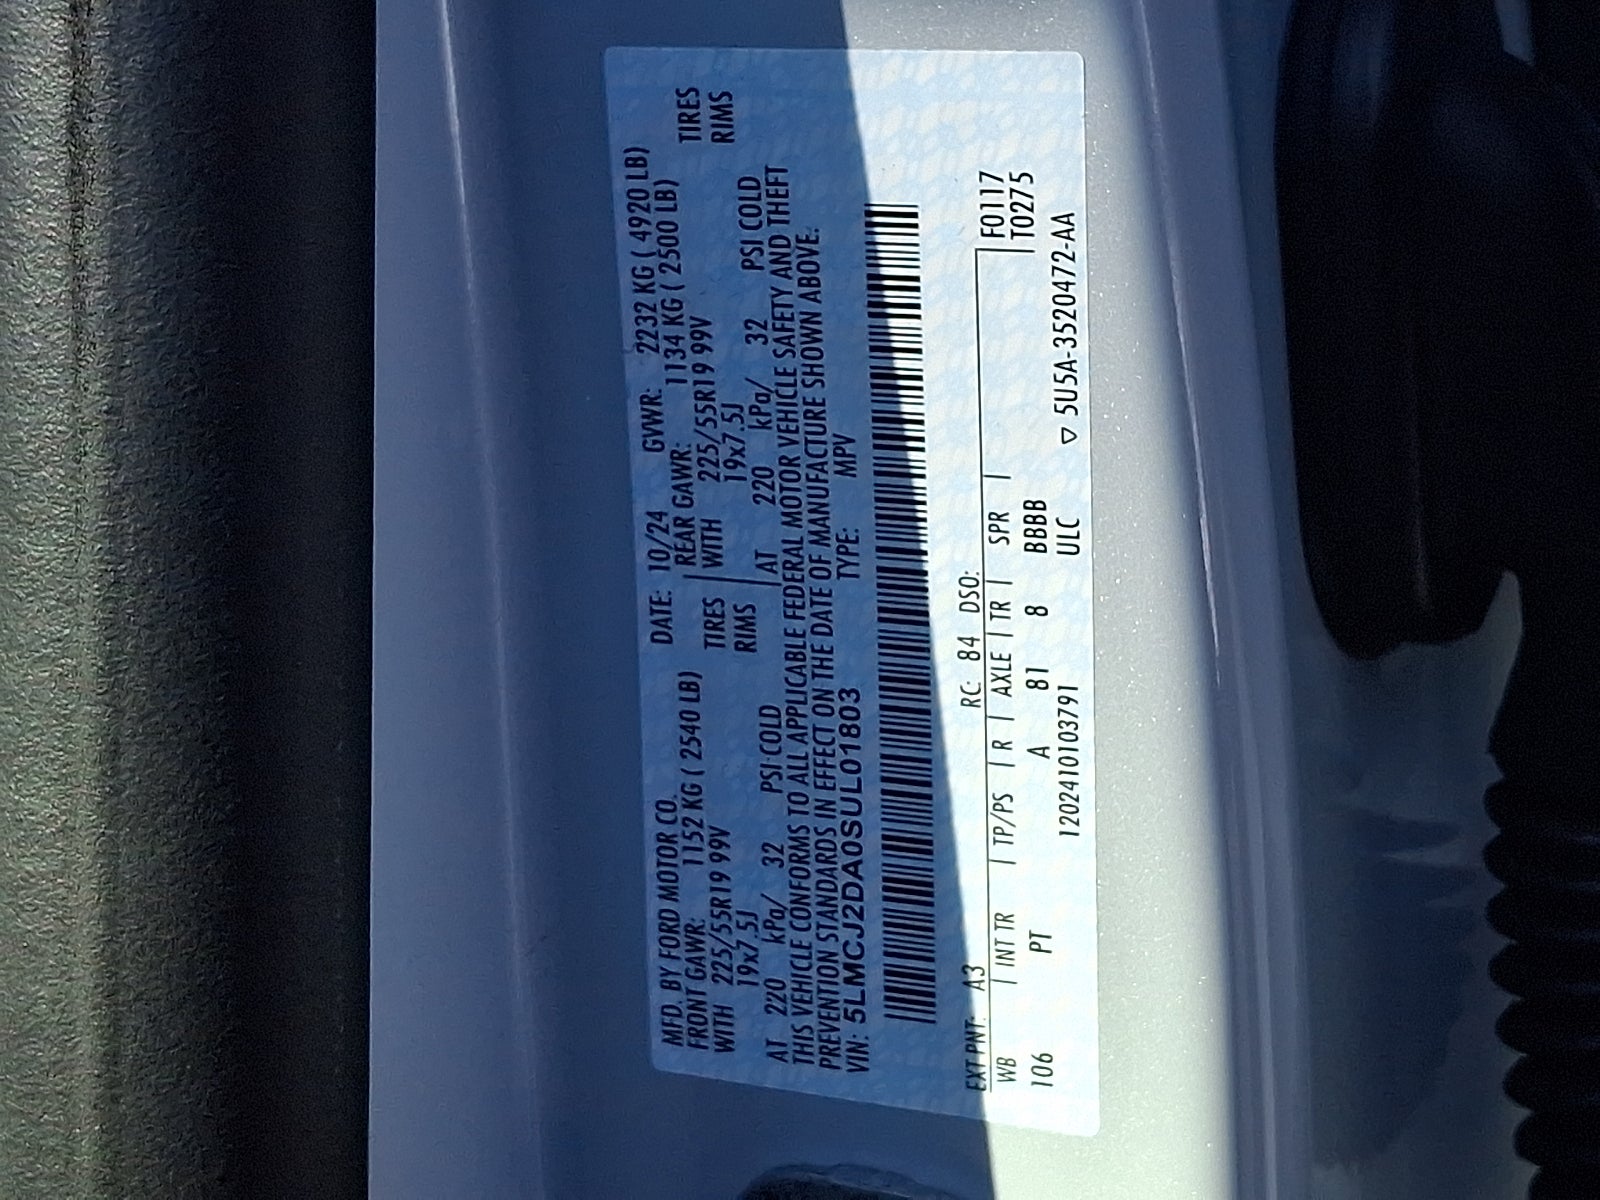 MFD. BY FORD MOTOR CO. DATE: 10/24 GVWR: 2232 KG ( 4920 LB)
FRONT GAWR: 1152 KG ( 2540 LB) REAR GAWR: 1134 KG ( 2500 LB)
WITH 225/55R19 99V TIRES WITH 225/55R19 99V TIRES
19x7.5J RIMS 19x7.5J RIMS
AT 220 kPa/ 32 PSI COLD AT 220 kPa/ 32 PSI COLD
THIS VEHICLE CONFORMS TO ALL APPLICABLE FEDERAL MOTOR VEHICLE SAFETY AND THEFT
PREVENTION STANDARDS IN EFFECT ON THE DATE OF MANUFACTURE SHOWN ABOVE.
VIN: 5LMCJ2DA0SUL01803 TYPE: MPV
EXT PNT: A3 RC: 84 DSO: F0117
WB | INT TR | TP/PS | R | AXLE | TR | SPR | T0275
106 PT A 81 8 BBBB
120241010379​1 ULC ▽ 5U5A-3520472-AA